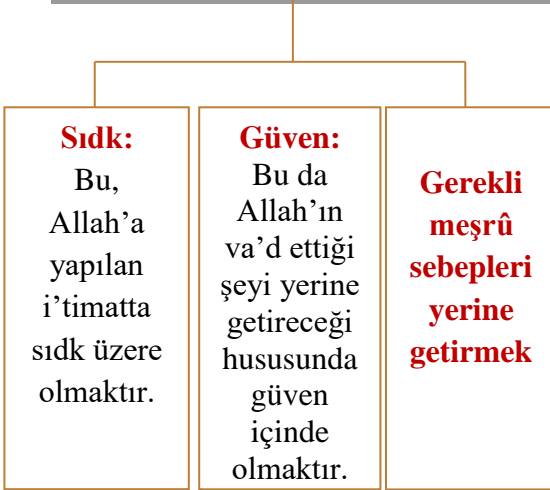 Sıdk:
Bu,
Allah’a
yapılan
i’timatta
sıdk üzere
olmaktır.
Güven:
Bu da
Allah’ın
va’d ettiği
şeyi yerine
getireceği
hususunda
güven
içinde
olmaktır.
Gerekli
meşrû
sebepleri
yerine
getirmek